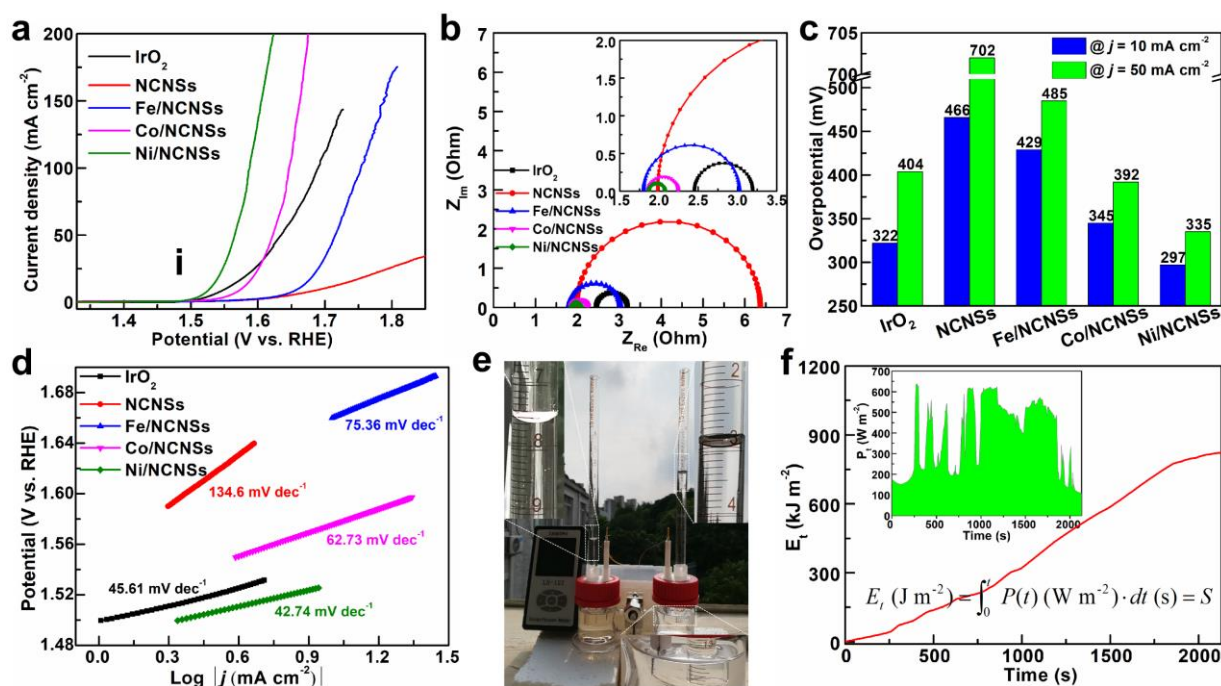 a
200
150
100
50
0
Current density (mA cm⁻²)
IrO₂
NCNSs
Fe/NCNSs
Co/NCNSs
Ni/NCNSs
i
1.4 1.5 1.6 1.7 1.8
Potential (V vs. RHE)
b
7
6
5
4
3
2
1
0
Z_Im (Ohm)
2.0
1.5
1.0
0.5
0.0
1.5 2.0 2.5 3.0
IrO₂
NCNSs
Fe/NCNSs
Co/NCNSs
Ni/NCNSs
0 1 2 3 4 5 6 7
Z_Re (Ohm)
c
705
700
450
400
350
300
250
Overpotential (mV)
@ j = 10 mA cm⁻²
@ j = 50 mA cm⁻²
322 404
466 702
429 485
345 392
297 335
IrO₂ NCNSs Fe/NCNSs Co/NCNSs Ni/NCNSs
d
1.68
1.64
1.60
1.56
1.52
1.48
Potential (V vs. RHE)
IrO₂
NCNSs
Fe/NCNSs
Co/NCNSs
Ni/NCNSs
75.36 mV dec⁻¹
134.6 mV dec⁻¹
62.73 mV dec⁻¹
45.61 mV dec⁻¹
42.74 mV dec⁻¹
0.0 0.3 0.6 0.9 1.2 1.5
Log |j (mA cm⁻²)|
e
7
8
9
2
3
4
f
1200
900
600
300
0
E_t (kJ m⁻²)
700
600
500
400
300
200
100
0
P_t (W m⁻²)
0 500 1000 1500 2000
Time (s)
E_t (J m⁻²) = ∫₀ᵗ P(t) (W m⁻²)·dt (s) = S
0 500 1000 1500 2000
Time (s)